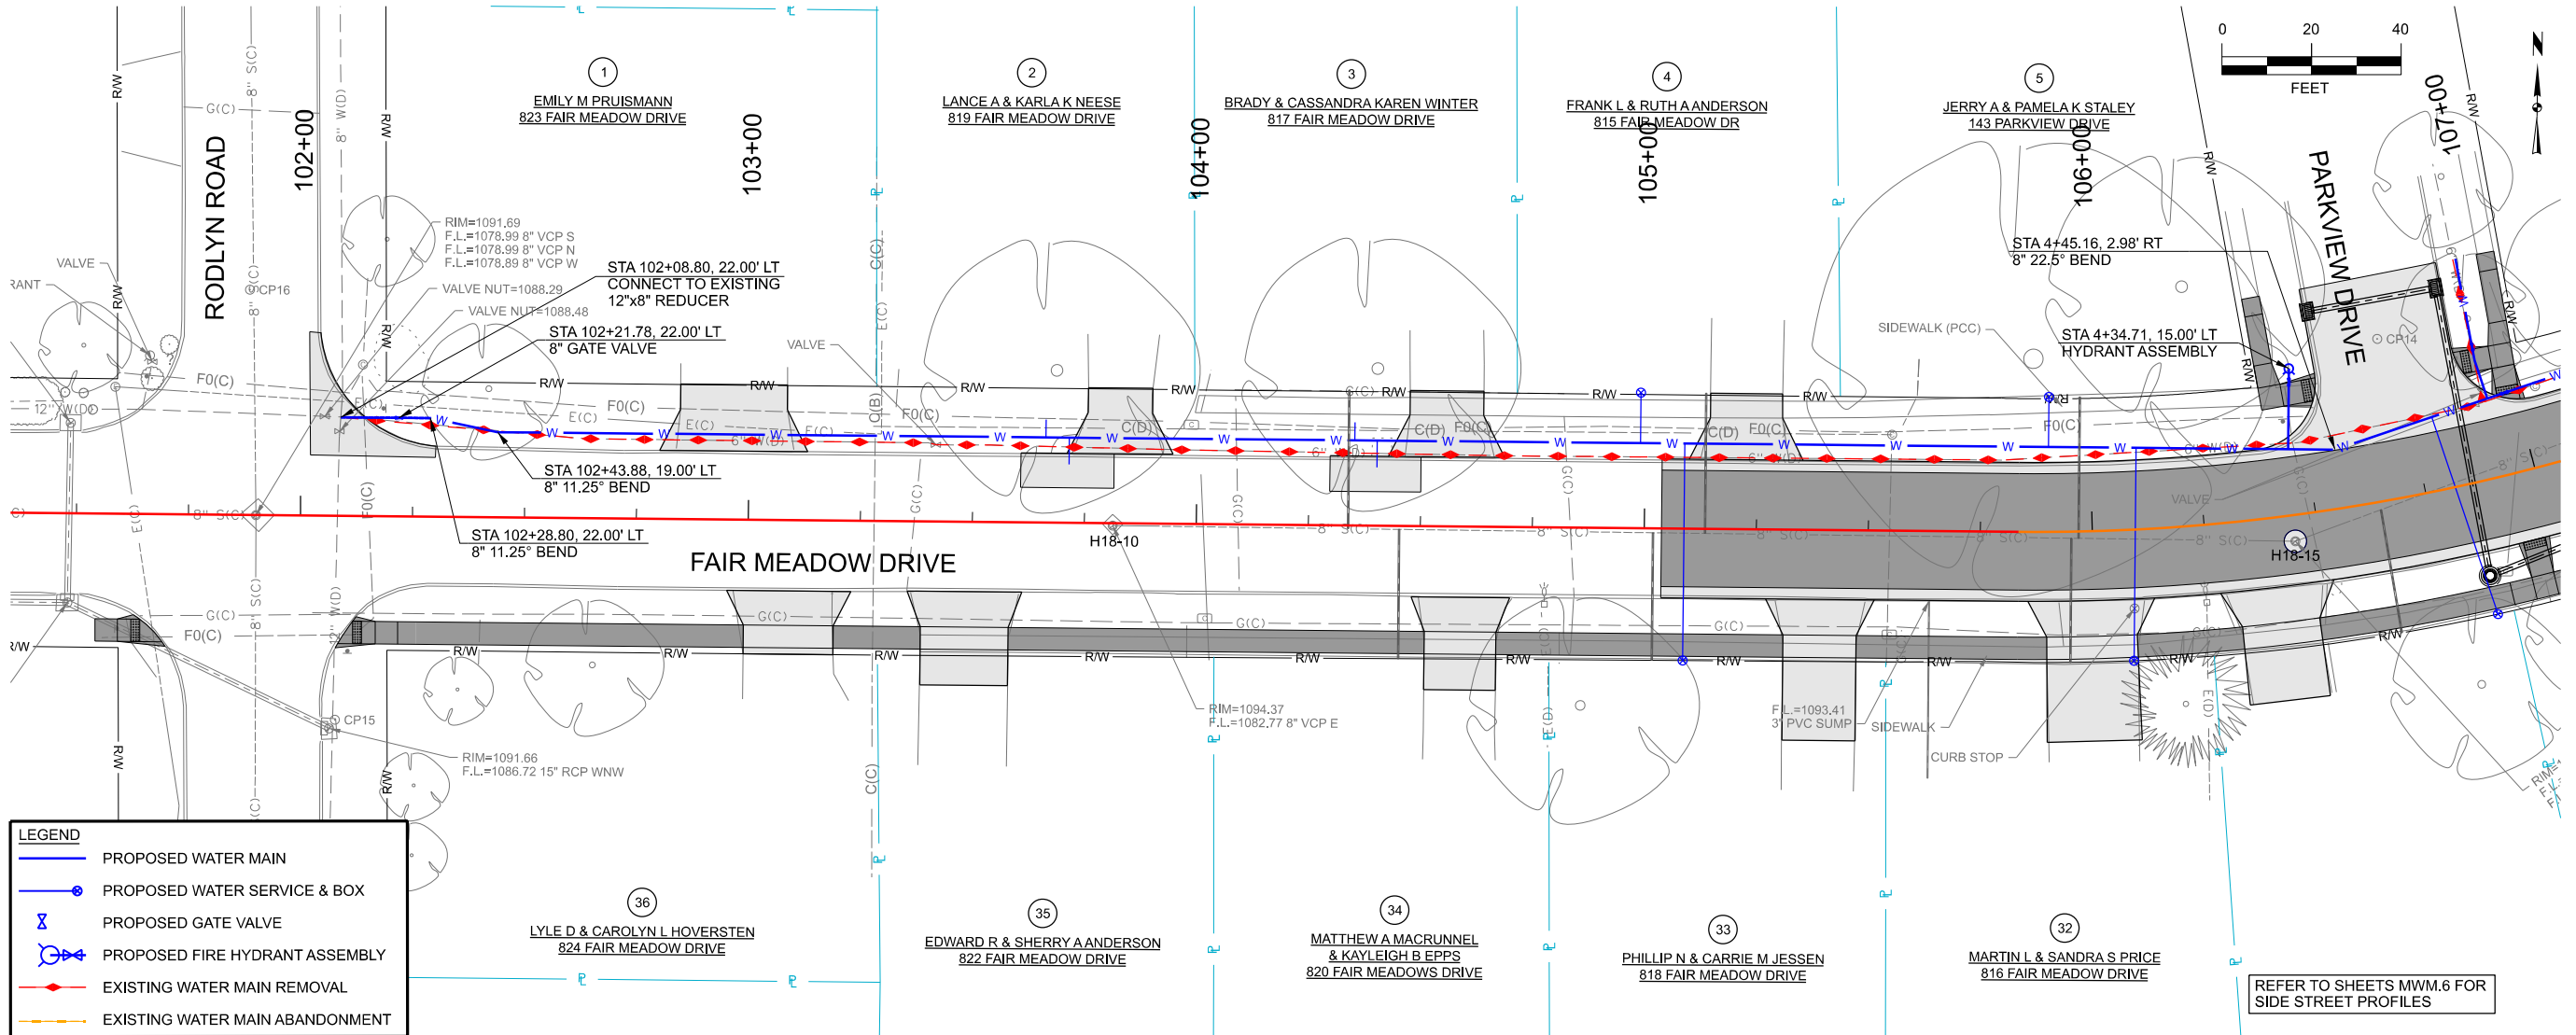 1
EMILY M PRUISMANN
823 FAIR MEADOW DRIVE
2
LANCE A & KARLA K NEESE
819 FAIR MEADOW DRIVE
3
BRADY & CASSANDRA KAREN WINTER
817 FAIR MEADOW DRIVE
4
FRANK L & RUTH A ANDERSON
815 FAIR MEADOW DR
5
JERRY A & PAMELA K STALEY
143 PARKVIEW DRIVE
0 20 40
FEET
N
RODLYN ROAD
102+00
103+00
104+00
105+00
106+00
107+00
PARKVIEW DRIVE
RIM=1091.69
F.L.=1078.99 8" VCP S
F.L.=1078.99 8" VCP N
F.L.=1078.89 8" VCP W
VALVE
RANT
CP16
VALVE NUT=1088.29
VALVE NUT=1088.48
STA 102+08.80, 22.00' LT
CONNECT TO EXISTING
12"x8" REDUCER
STA 102+21.78, 22.00' LT
8" GATE VALVE
VALVE
SIDEWALK (PCC)
STA 4+45.16, 2.98' RT
8" 22.5° BEND
STA 4+34.71, 15.00' LT
HYDRANT ASSEMBLY
CP14
STA 102+43.88, 19.00' LT
8" 11.25° BEND
STA 102+28.80, 22.00' LT
8" 11.25° BEND
VALVE
FAIR MEADOW DRIVE
H18-10
H18-15
CP15
RIM=1091.66
F.L.=1086.72 15" RCP WNW
RIM=1094.37
F.L.=1082.77 8" VCP E
F.L.=1093.41
3" PVC SUMP
SIDEWALK
CURB STOP
LEGEND
PROPOSED WATER MAIN
PROPOSED WATER SERVICE & BOX
PROPOSED GATE VALVE
PROPOSED FIRE HYDRANT ASSEMBLY
EXISTING WATER MAIN REMOVAL
EXISTING WATER MAIN ABANDONMENT
36
LYLE D & CAROLYN L HOVERSTEN
824 FAIR MEADOW DRIVE
35
EDWARD R & SHERRY A ANDERSON
822 FAIR MEADOW DRIVE
34
MATTHEW A MACRUNNEL
& KAYLEIGH B EPPS
820 FAIR MEADOWS DRIVE
33
PHILLIP N & CARRIE M JESSEN
818 FAIR MEADOW DRIVE
32
MARTIN L & SANDRA S PRICE
816 FAIR MEADOW DRIVE
REFER TO SHEETS MWM.6 FOR
SIDE STREET PROFILES